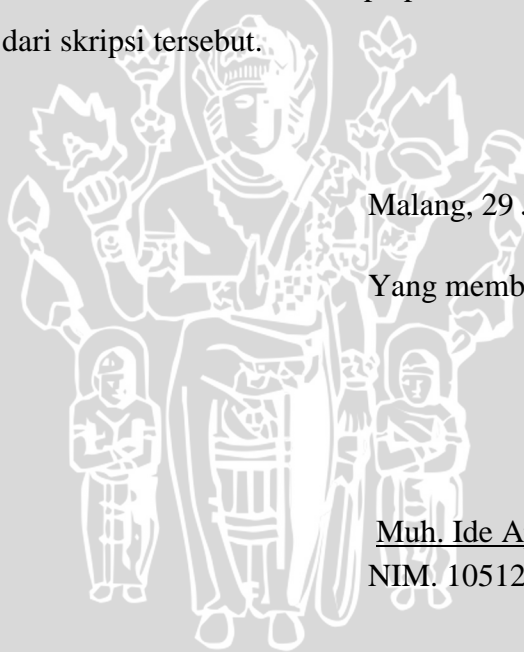 dari skripsi tersebut.
Malang, 29
Yang memb
Muh. Ide A
NIM. 10512